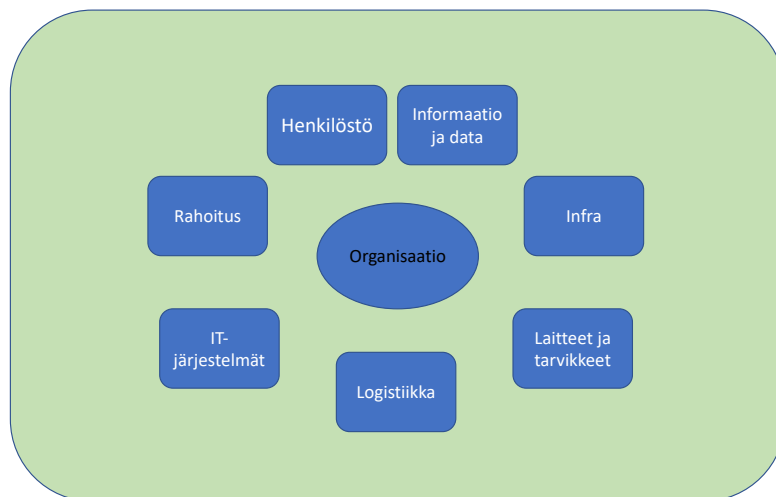 Henkilöstö
Informaatio
ja data
Rahoitus
Infra
Organisaatio
IT-
järjestelmät
Laitteet ja
tarvikkeet
Logistiikka